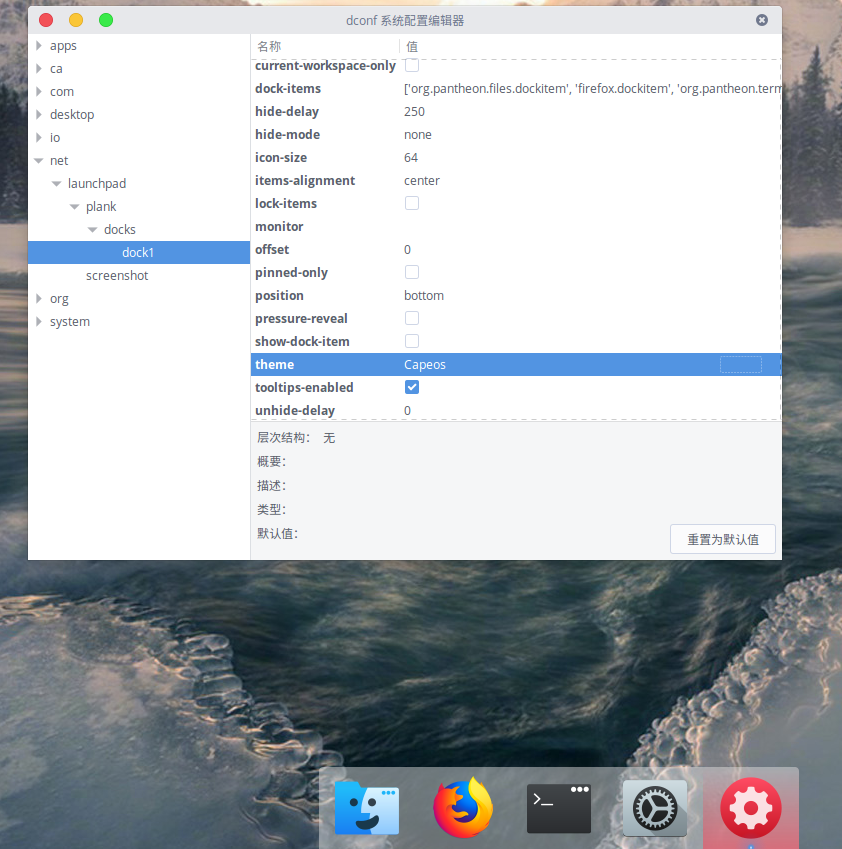 dconf 系统配置编辑器
apps
ca
com
desktop
io
net
launchpad
plank
docks
dock1
screenshot
org
system
名称 值
current-workspace-only
dock-items ['org.pantheon.files.dockitem', 'firefox.dockitem', 'org.pantheon.term
hide-delay 250
hide-mode none
icon-size 64
items-alignment center
lock-items
monitor
offset 0
pinned-only
position bottom
pressure-reveal
show-dock-item
theme Capeos
tooltips-enabled
unhide-delay 0
层次结构： 无
概要：
描述：
类型：
默认值：
重置为默认值